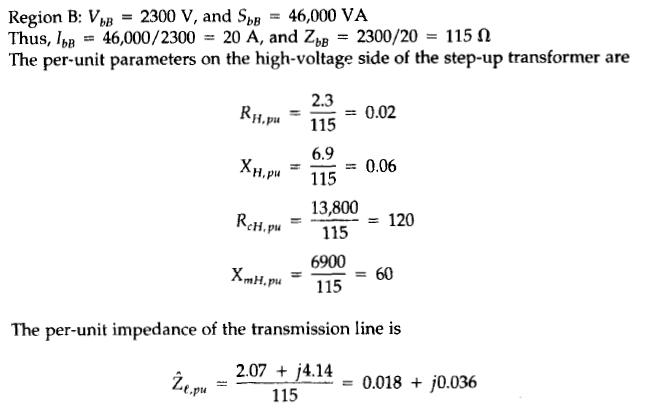 Region B: V_bB = 2300 V, and S_bB = 46,000 VA
Thus, I_bB = 46,000/2300 = 20 A, and Z_bB = 2300/20 = 115 Ω
The per-unit parameters on the high-voltage side of the step-up transformer are
R_H,pu = 2.3/115 = 0.02
X_H,pu = 6.9/115 = 0.06
R_cH,pu = 13,800/115 = 120
X_mH,pu = 6900/115 = 60
The per-unit impedance of the transmission line is
Ẑ_ℓ,pu = (2.07 + j4.14)/115 = 0.018 + j0.036